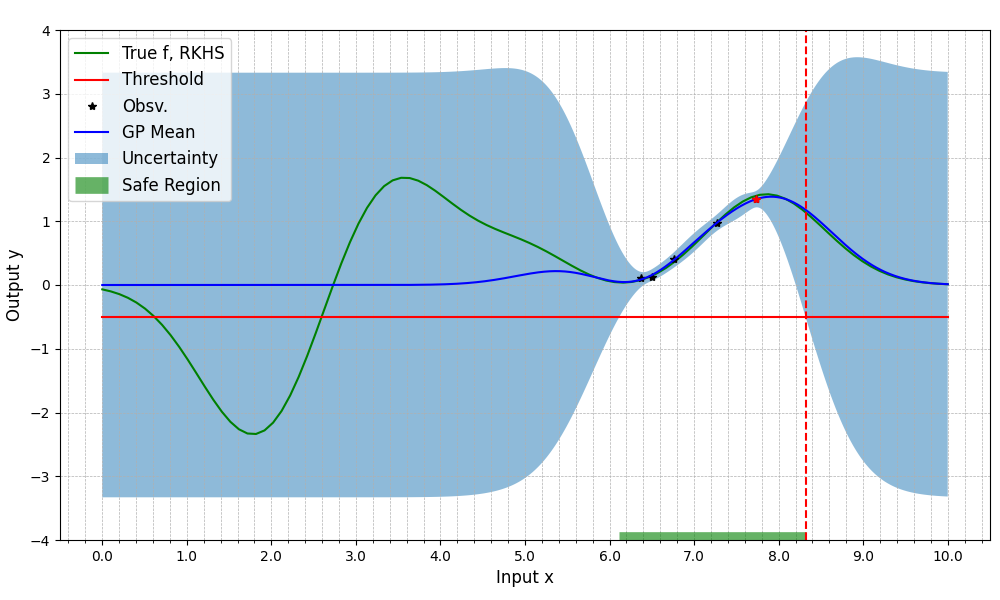 4
3
2
1
0
−1
−2
−3
−4
Output y
True f, RKHS
Threshold
Obsv.
GP Mean
Uncertainty
Safe Region
0.0 1.0 2.0 3.0 4.0 5.0 6.0 7.0 8.0 9.0 10.0
Input x